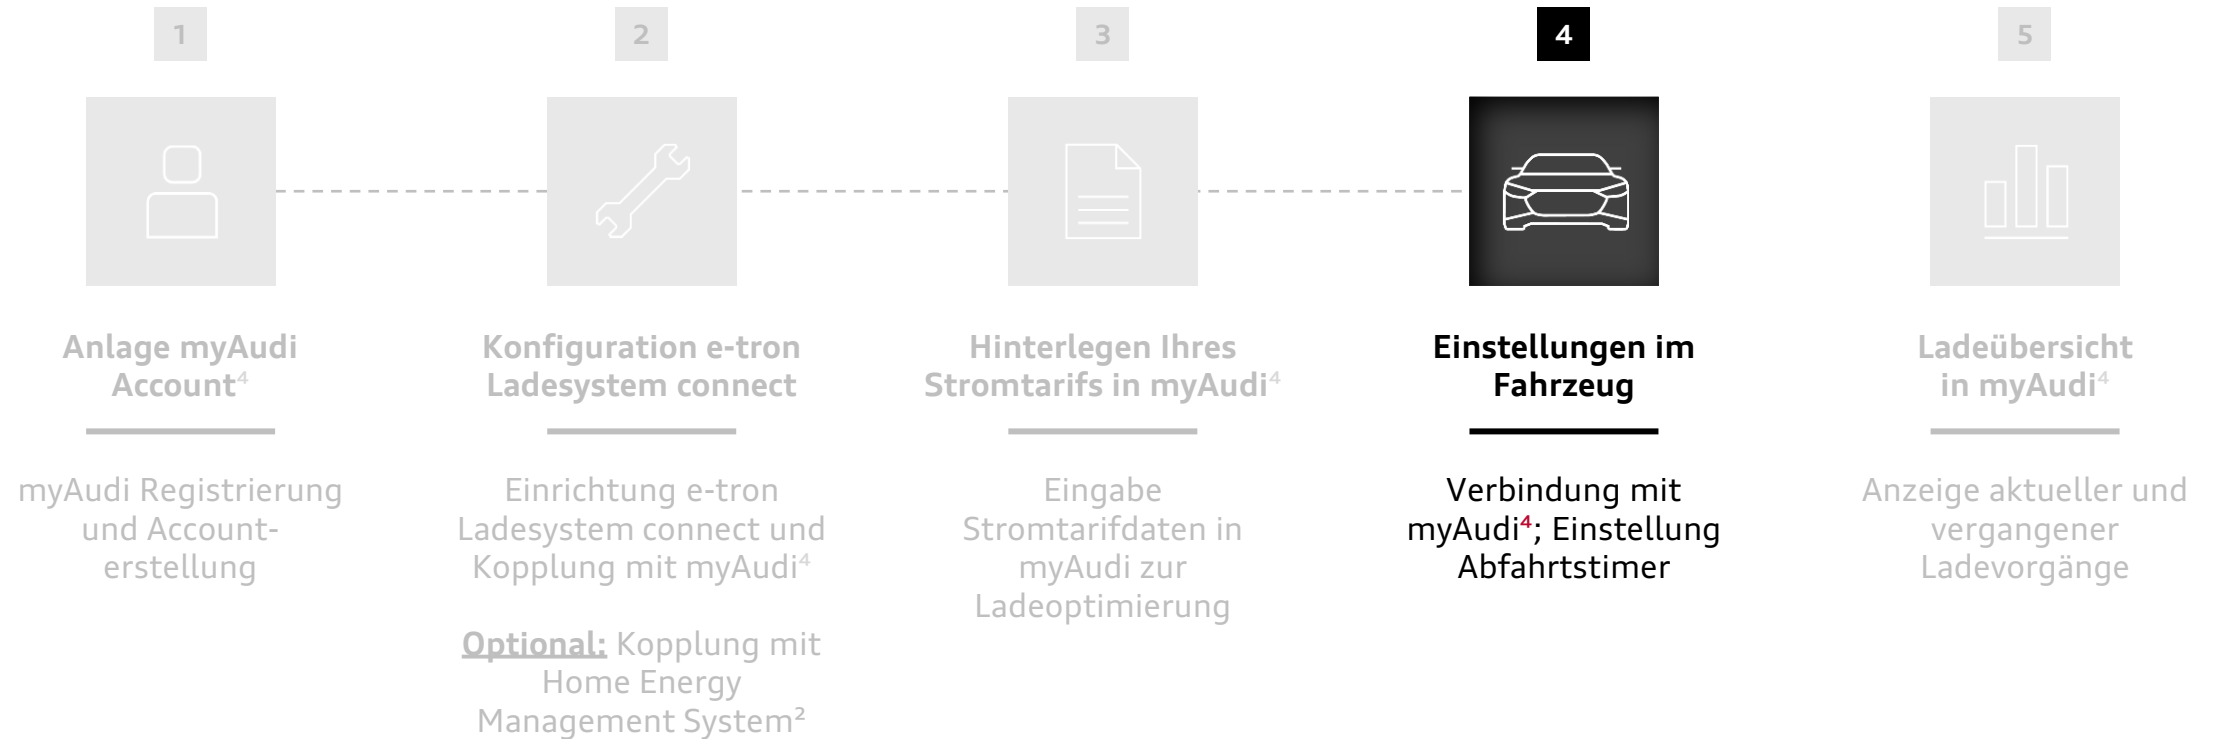 1
2
3
4
5
Anlage myAudi
Account⁴
myAudi Registrierung
und Account-
erstellung
Konfiguration e-tron
Ladesystem connect
Einrichtung e-tron
Ladesystem connect und
Kopplung mit myAudi⁴
Optional: Kopplung mit
Home Energy
Management System²
Hinterlegen Ihres
Stromtarifs in myAudi⁴
Eingabe
Stromtarifdaten in
myAudi zur
Ladeoptimierung
Einstellungen im
Fahrzeug
Verbindung mit
myAudi⁴; Einstellung
Abfahrtstimer
Ladeübersicht
in myAudi⁴
Anzeige aktueller und
vergangener
Ladevorgänge